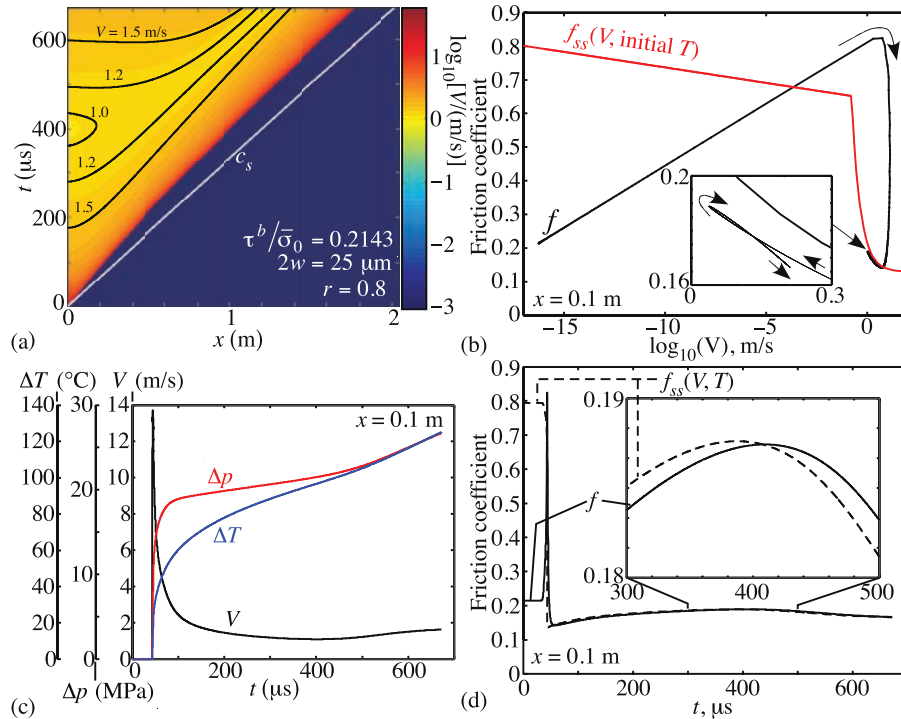 600
400
200
0
t (μs)
V = 1.5 m/s
1.2
1.0
1.2
1.5
c_s
τ^b/σ̄_0 = 0.2143
2w = 25 μm
r = 0.8
0
1
2
x (m)
(a)
1
0
-1
-2
-3
log_10[V/(m/s)]
0.9
0.8
0.7
0.6
0.5
0.4
0.3
0.2
0.1
0
Friction coefficient
f_ss(V, initial T)
f
0.2
0.16
0
0.3
x = 0.1 m
-15
-10
-5
0
log_10(V), m/s
(b)
ΔT (°C)
V (m/s)
140
30
14
120
12
100
10
20
80
8
60
6
40
10
4
20
2
0
0
0
x = 0.1 m
Δp
ΔT
V
0
200
400
600
Δp (MPa)
t (μs)
(c)
0.9
0.8
0.7
0.6
0.5
0.4
0.3
0.2
0.1
0
Friction coefficient
f_ss(V, T)
f
0.19
0.18
300
400
500
x = 0.1 m
0
200
400
600
t, μs
(d)